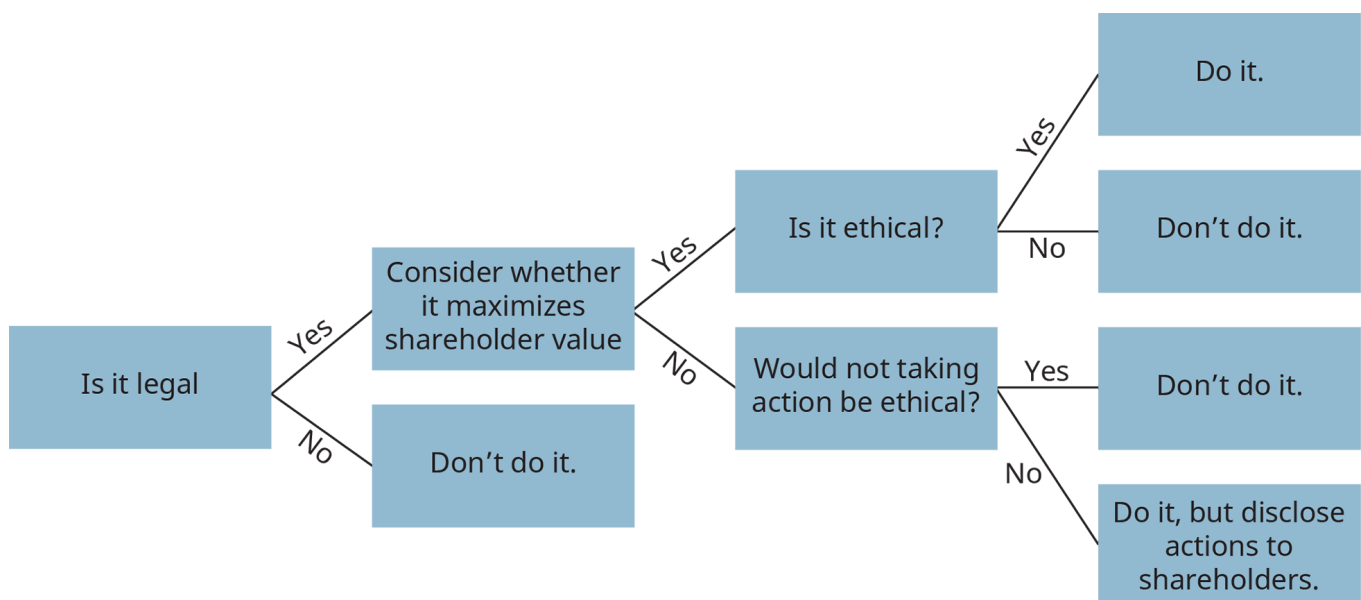 Is it legal
Yes
No
Consider whether
it maximizes
shareholder value
Don’t do it.
Yes
No
Is it ethical?
Would not taking
action be ethical?
Yes
No
Yes
No
Do it.
Don’t do it.
Don’t do it.
Do it, but disclose
actions to
shareholders.